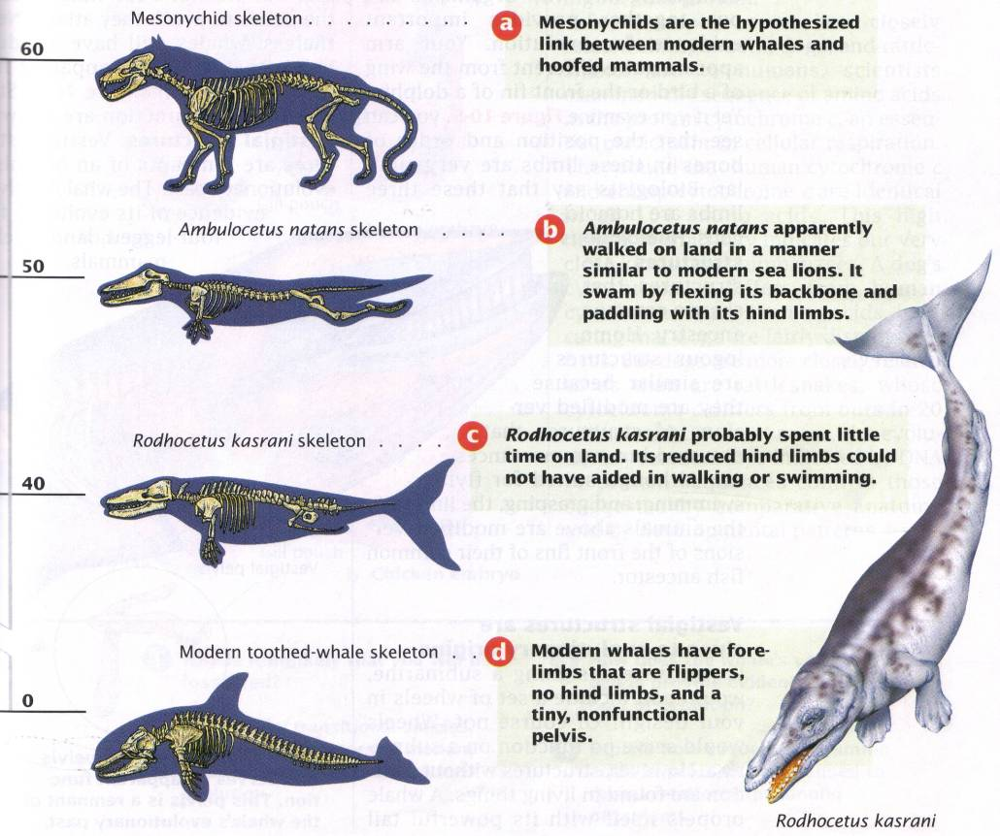 Mesonychid skeleton . . . . . . . .
a Mesonychids are the hypothesized
link between modern whales and
hoofed mammals.
60
Ambulocetus natans skeleton . . . . . .
b Ambulocetus natans apparently
walked on land in a manner
similar to modern sea lions. It
swam by flexing its backbone and
paddling with its hind limbs.
50
Rodhocetus kasrani skeleton . . . . .
c Rodhocetus kasrani probably spent little
time on land. Its reduced hind limbs could
not have aided in walking or swimming.
40
Modern toothed-whale skeleton . . .
d Modern whales have fore-
limbs that are flippers,
no hind limbs, and a
tiny, nonfunctional
pelvis.
0
Rodhocetus kasrani